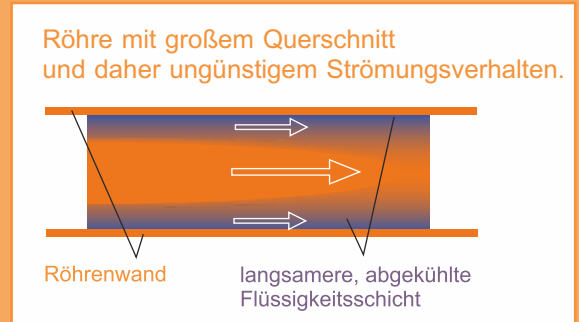 Röhre mit großem Querschnitt
und daher ungünstigem Strömungsverhalten.
Röhrenwand
langsamere, abgekühlte
Flüssigkeitsschicht